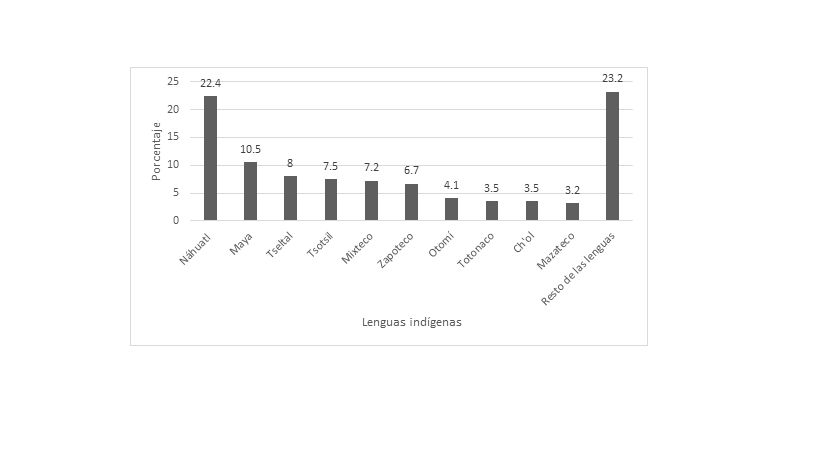 25
20
15
10
5
0
Porcentaje
22.4
10.5
8
7.5
7.2
6.7
4.1
3.5
3.5
3.2
23.2
Náhuatl
Maya
Tseltal
Tsotsil
Mixteco
Zapoteco
Otomí
Totonaco
Ch'ol
Mazateco
Resto de las lenguas
Lenguas indígenas